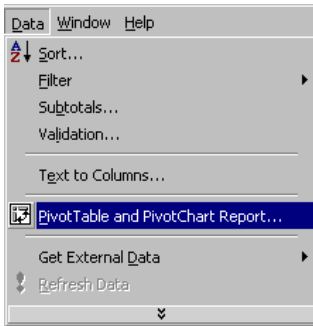 Data Window Help
Sort...
Filter
Subtotals...
Validation...
Text to Columns...
PivotTable and PivotChart Report...
Get External Data
Refresh Data